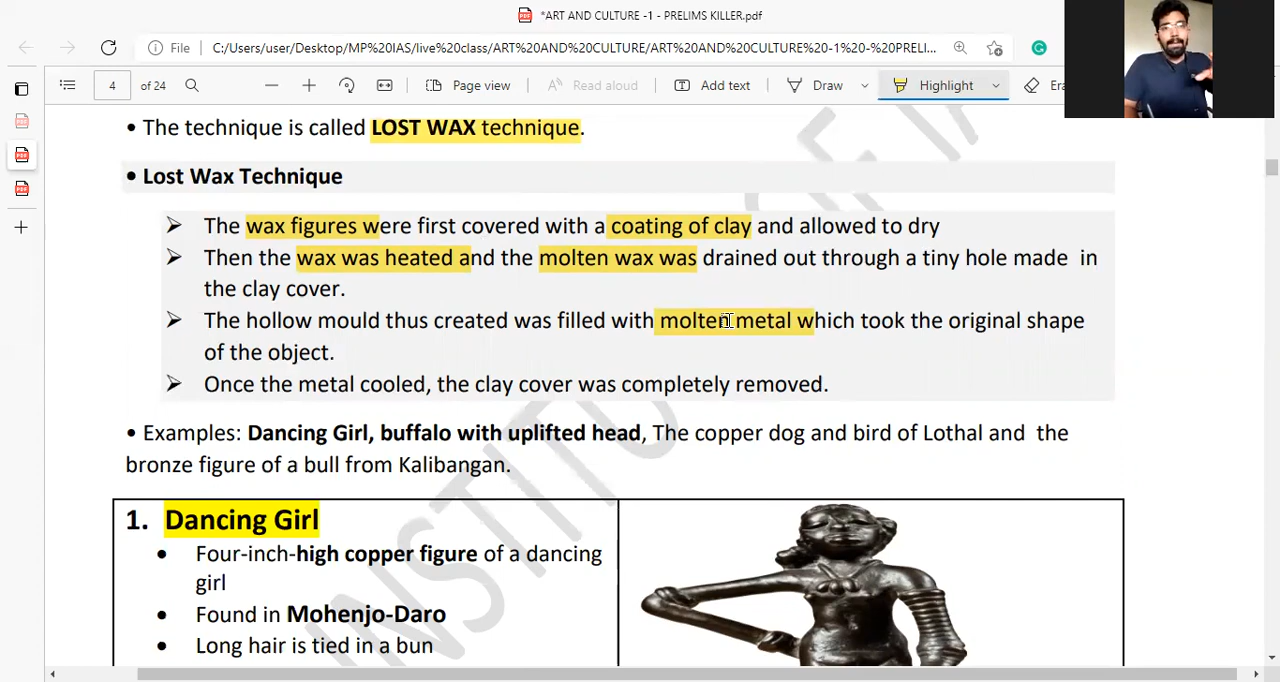 *ART AND CULTURE -1 - PRELIMS KILLER.pdf
File C:/Users/user/Desktop/MP%20IAS/live%20class/ART%20AND%20CULTURE/ART%20AND%20CULTURE%20-1%20-%20PRELI...
4 of 24 Page view Read aloud Add text Draw Highlight Era
• The technique is called LOST WAX technique.
• Lost Wax Technique
➢ The wax figures were first covered with a coating of clay and allowed to dry
➢ Then the wax was heated and the molten wax was drained out through a tiny hole made in
the clay cover.
➢ The hollow mould thus created was filled with molten metal which took the original shape
of the object.
➢ Once the metal cooled, the clay cover was completely removed.
• Examples: Dancing Girl, buffalo with uplifted head, The copper dog and bird of Lothal and the
bronze figure of a bull from Kalibangan.
1. Dancing Girl
• Four-inch-high copper figure of a dancing
girl
• Found in Mohenjo-Daro
• Long hair is tied in a bun